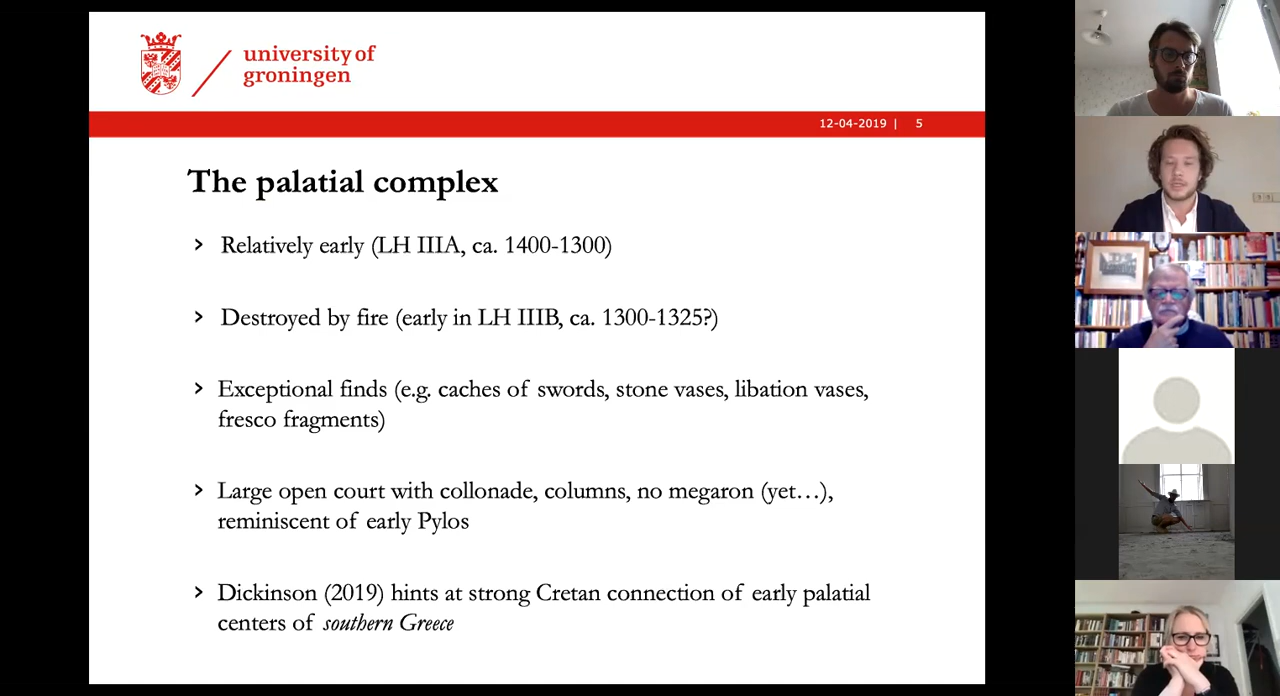 university of
groningen
12-04-2019 | 5
The palatial complex
› Relatively early (LH IIIA, ca. 1400-1300)
› Destroyed by fire (early in LH IIIB, ca. 1300-1325?)
› Exceptional finds (e.g. caches of swords, stone vases, libation vases,
fresco fragments)
› Large open court with collonade, columns, no megaron (yet…),
reminiscent of early Pylos
› Dickinson (2019) hints at strong Cretan connection of early palatial
centers of southern Greece